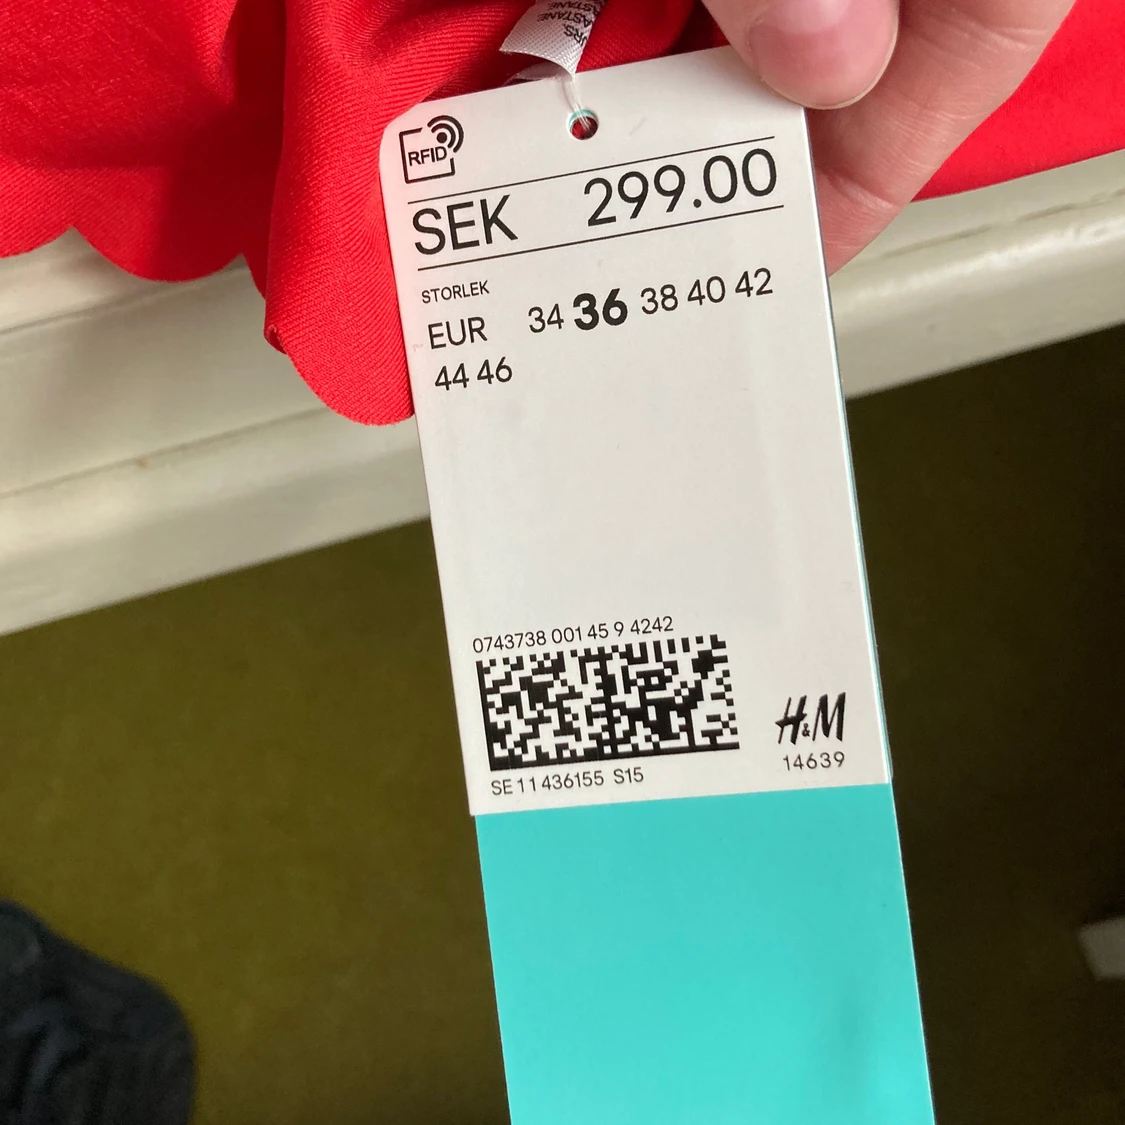 ASTANE
RFID
SEK 299.00
STORLEK
EUR 34 36 38 40 42
44 46
0743738 001 45 9 4242
H&M
14639
SE 11 436155 S15